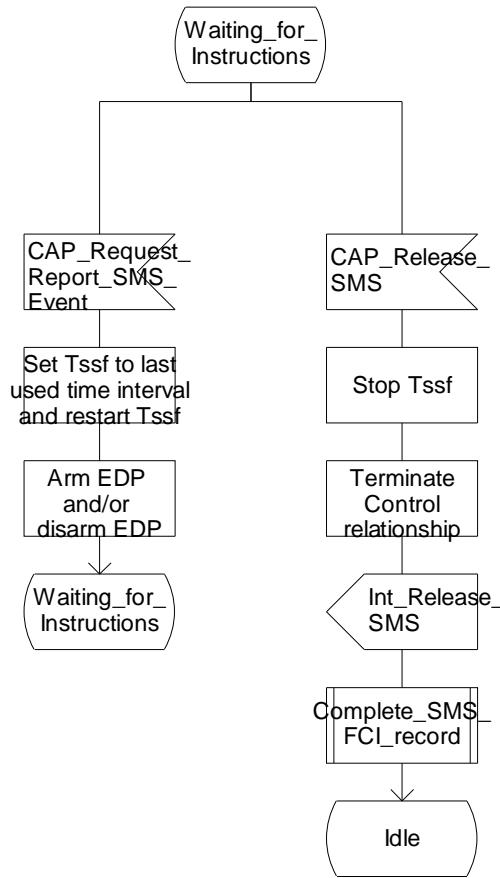 Waiting_for_
Instructions
CAP_Request_
Report_SMS_
Event
Set Tssf to last
used time interval
and restart Tssf
Arm EDP
and/or
disarm EDP
Waiting_for_
Instructions
CAP_Release_
SMS
Stop Tssf
Terminate
Control
relationship
Int_Release_
SMS
Complete_SMS_
FCI_record
Idle